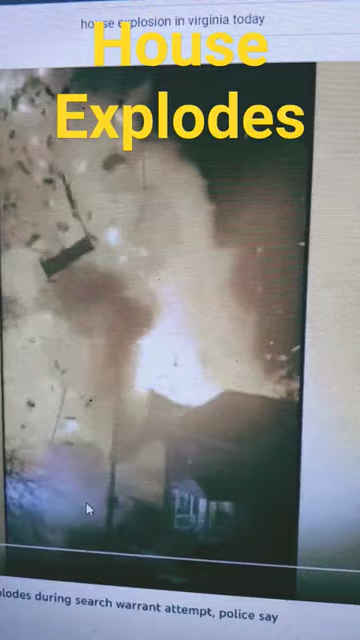 house explosion in virginia today
House
Explodes
plodes during search warrant attempt, police say